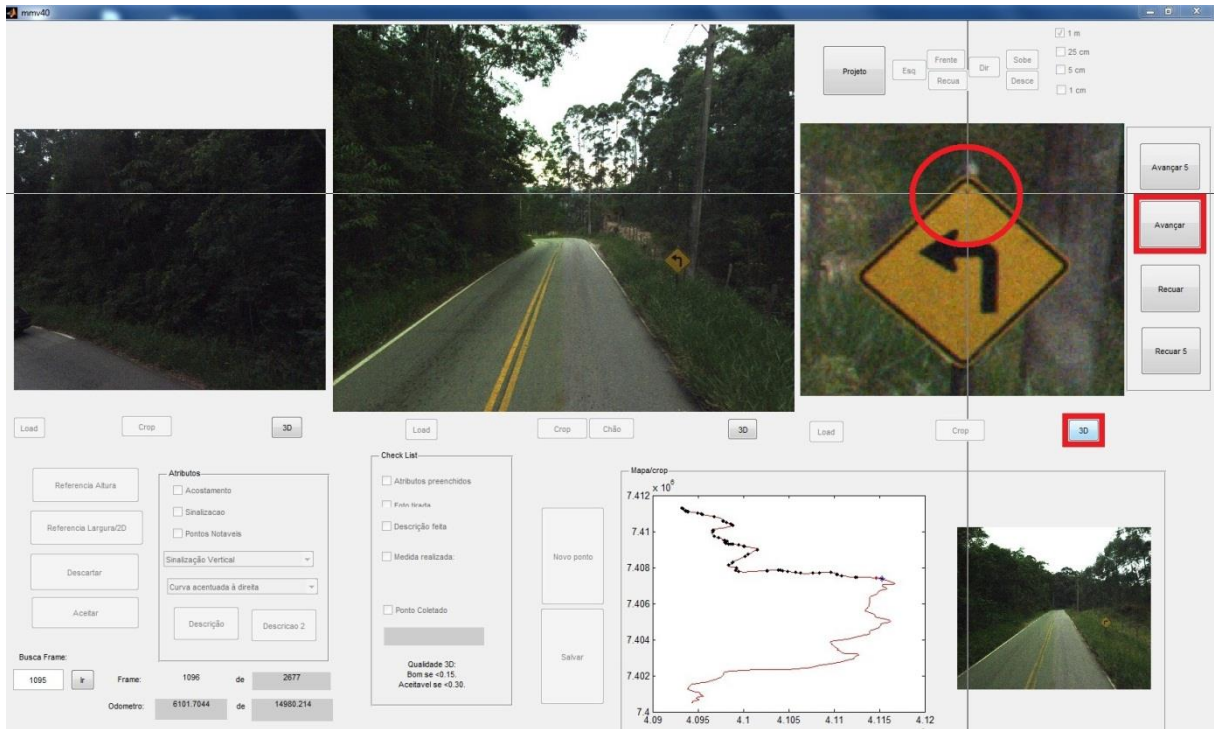 mmv40
Projeto
Esq
Frente
Recua
Dir
Sobe
Desce
1 m
25 cm
5 cm
1 cm
Avançar 5
Avançar
Recuar
Recuar 5
Load
Crop
3D
Load
Crop
Chão
3D
Load
Crop
3D
Referencia Altura
Referencia Largura/2D
Descartar
Aceitar
Atributos
Acostamento
Sinalizacao
Pontos Notaveis
Sinalização Vertical
Curva acentuada à direita
Descrição
Descricao 2
Busca Frame:
1095
Ir
Frame:
1096
de
2677
Odometro:
6101.7044
de
14980.214
Check List
Atributos preenchidos
Foto tirada
Descrição feita
Medida realizada:
Ponto Coletado
Qualidade 3D:
Bom se <0.15.
Aceitavel se <0.30.
Novo ponto
Salvar
Mapa/crop
7.412
7.41
7.408
7.406
7.404
7.402
7.4
4.09
4.095
4.1
4.105
4.11
4.115
4.12